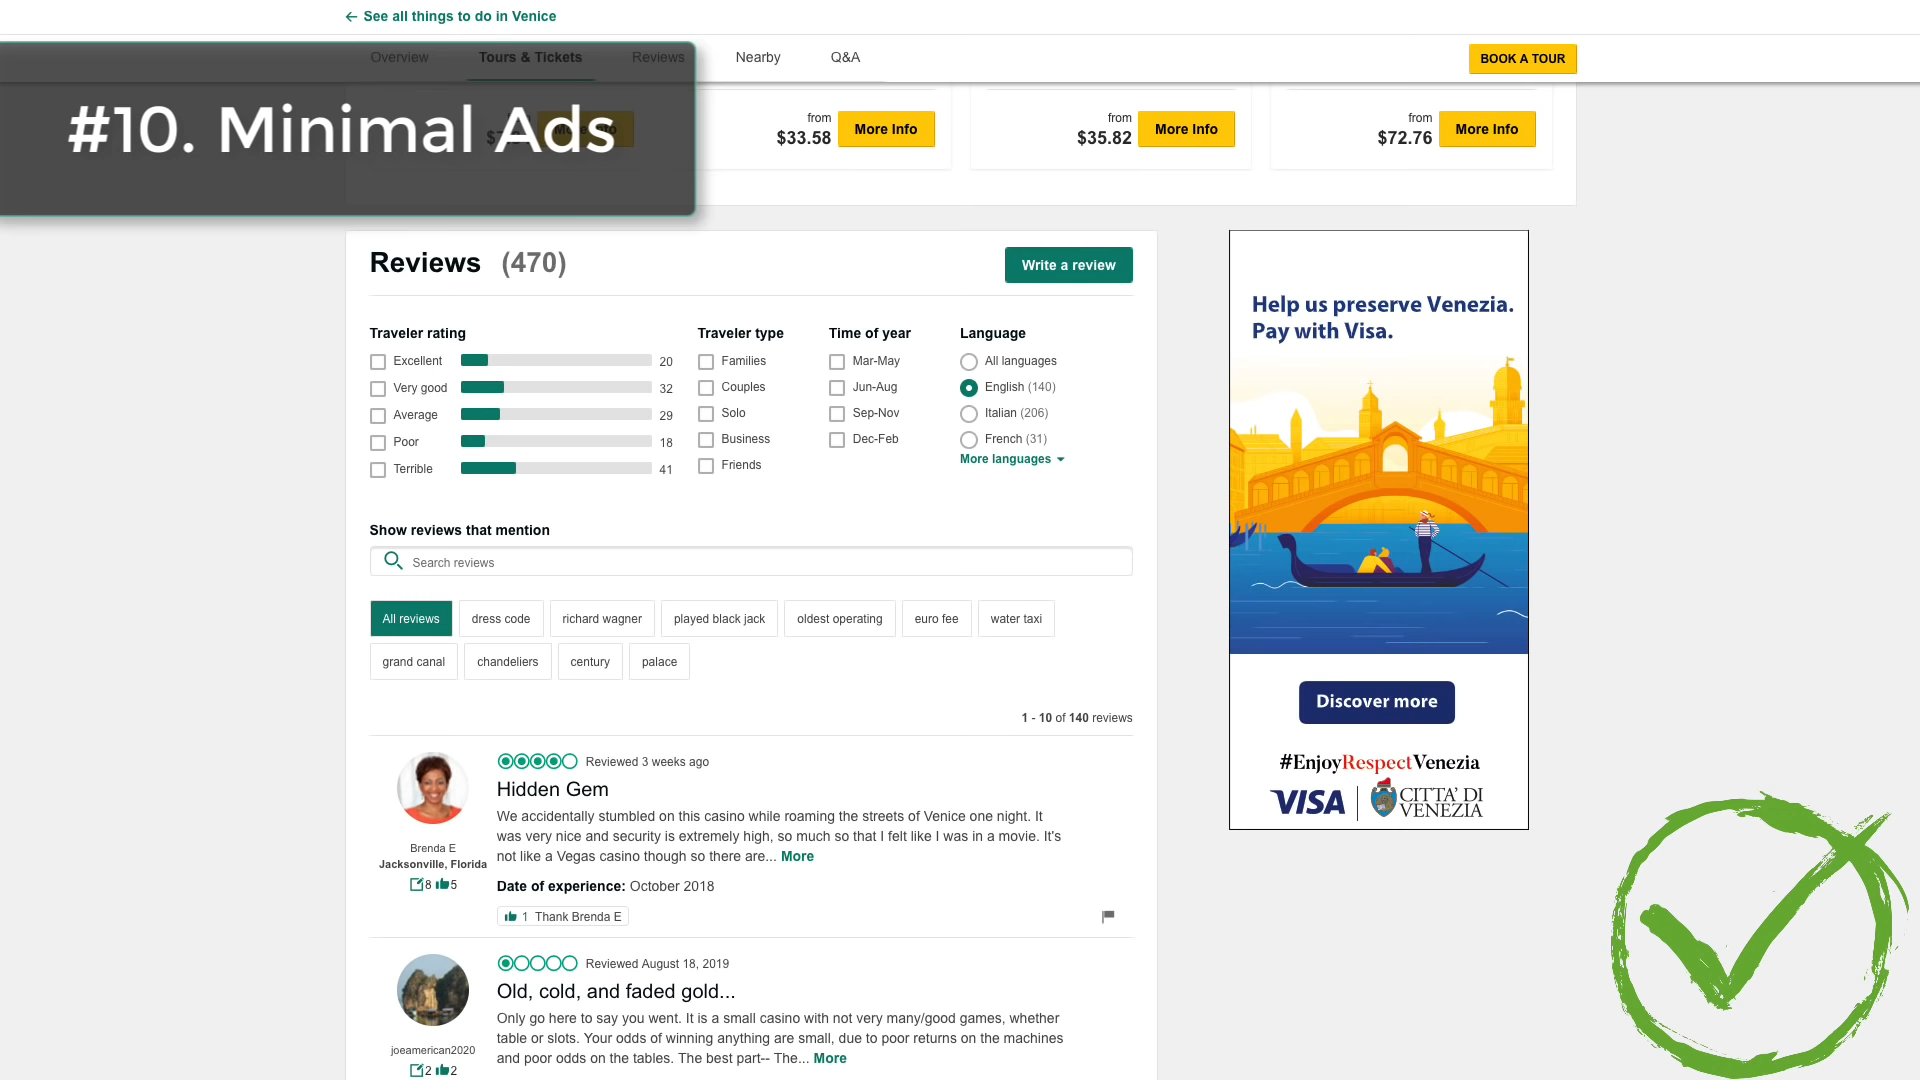 ← See all things to do in Venice
Overview Tours & Tickets Reviews Nearby Q&A BOOK A TOUR
#10. Minimal Ads
from
$33.58 More Info
from
$35.82 More Info
from
$72.76 More Info
Reviews (470) Write a review
Traveler rating
Excellent 20
Very good 32
Average 29
Poor 18
Terrible 41
Traveler type
Families
Couples
Solo
Business
Friends
Time of year
Mar-May
Jun-Aug
Sep-Nov
Dec-Feb
Language
All languages
English (140)
Italian (206)
French (31)
More languages
Show reviews that mention
Search reviews
All reviews dress code richard wagner played black jack oldest operating euro fee water taxi
grand canal chandeliers century palace
1 - 10 of 140 reviews
Brenda E
Jacksonville, Florida
8 5
Reviewed 3 weeks ago
Hidden Gem
We accidentally stumbled on this casino while roaming the streets of Venice one night. It
was very nice and security is extremely high, so much so that I felt like I was in a movie. It's
not like a Vegas casino though so there are... More
Date of experience: October 2018
1 Thank Brenda E
joeamerican2020
2 2
Reviewed August 18, 2019
Old, cold, and faded gold...
Only go here to say you went. It is a small casino with not very many/good games, whether
table or slots. Your odds of winning anything are small, due to poor returns on the machines
and poor odds on the tables. The best part-- The... More
Help us preserve Venezia.
Pay with Visa.
Discover more
#EnjoyRespectVenezia
VISA CITTA' DI
VENEZIA